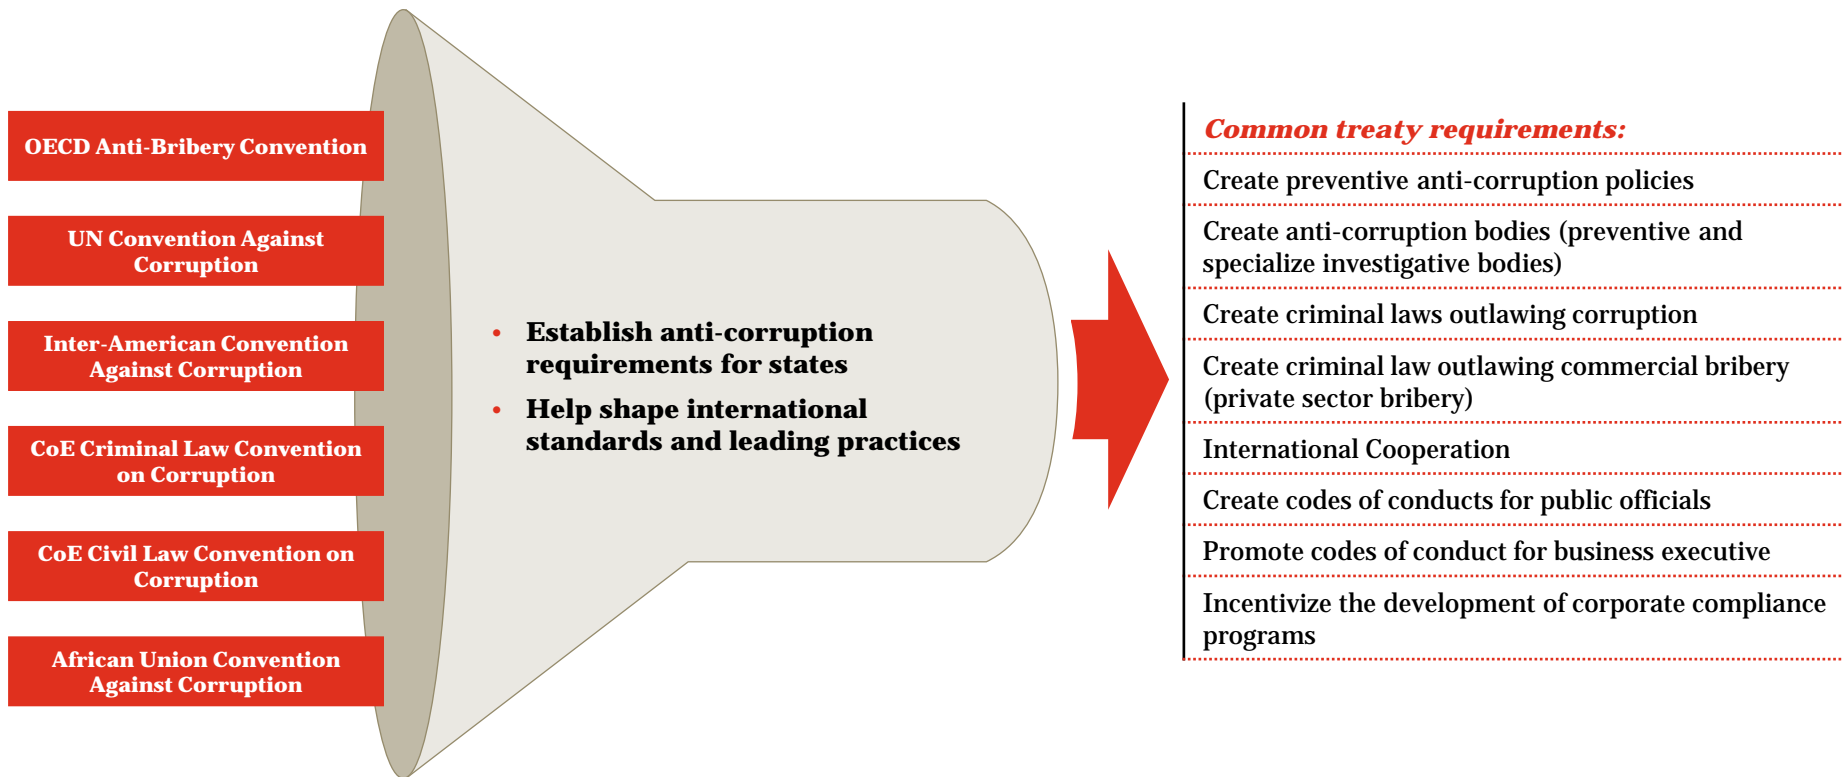 OECD Anti-Bribery Convention
UN Convention Against
Corruption
Inter-American Convention
Against Corruption
CoE Criminal Law Convention
on Corruption
CoE Civil Law Convention on
Corruption
African Union Convention
Against Corruption
• Establish anti-corruption
requirements for states
• Help shape international
standards and leading practices
Common treaty requirements:
Create preventive anti-corruption policies
Create anti-corruption bodies (preventive and
specialize investigative bodies)
Create criminal laws outlawing corruption
Create criminal law outlawing commercial bribery
(private sector bribery)
International Cooperation
Create codes of conducts for public officials
Promote codes of conduct for business executive
Incentivize the development of corporate compliance
programs